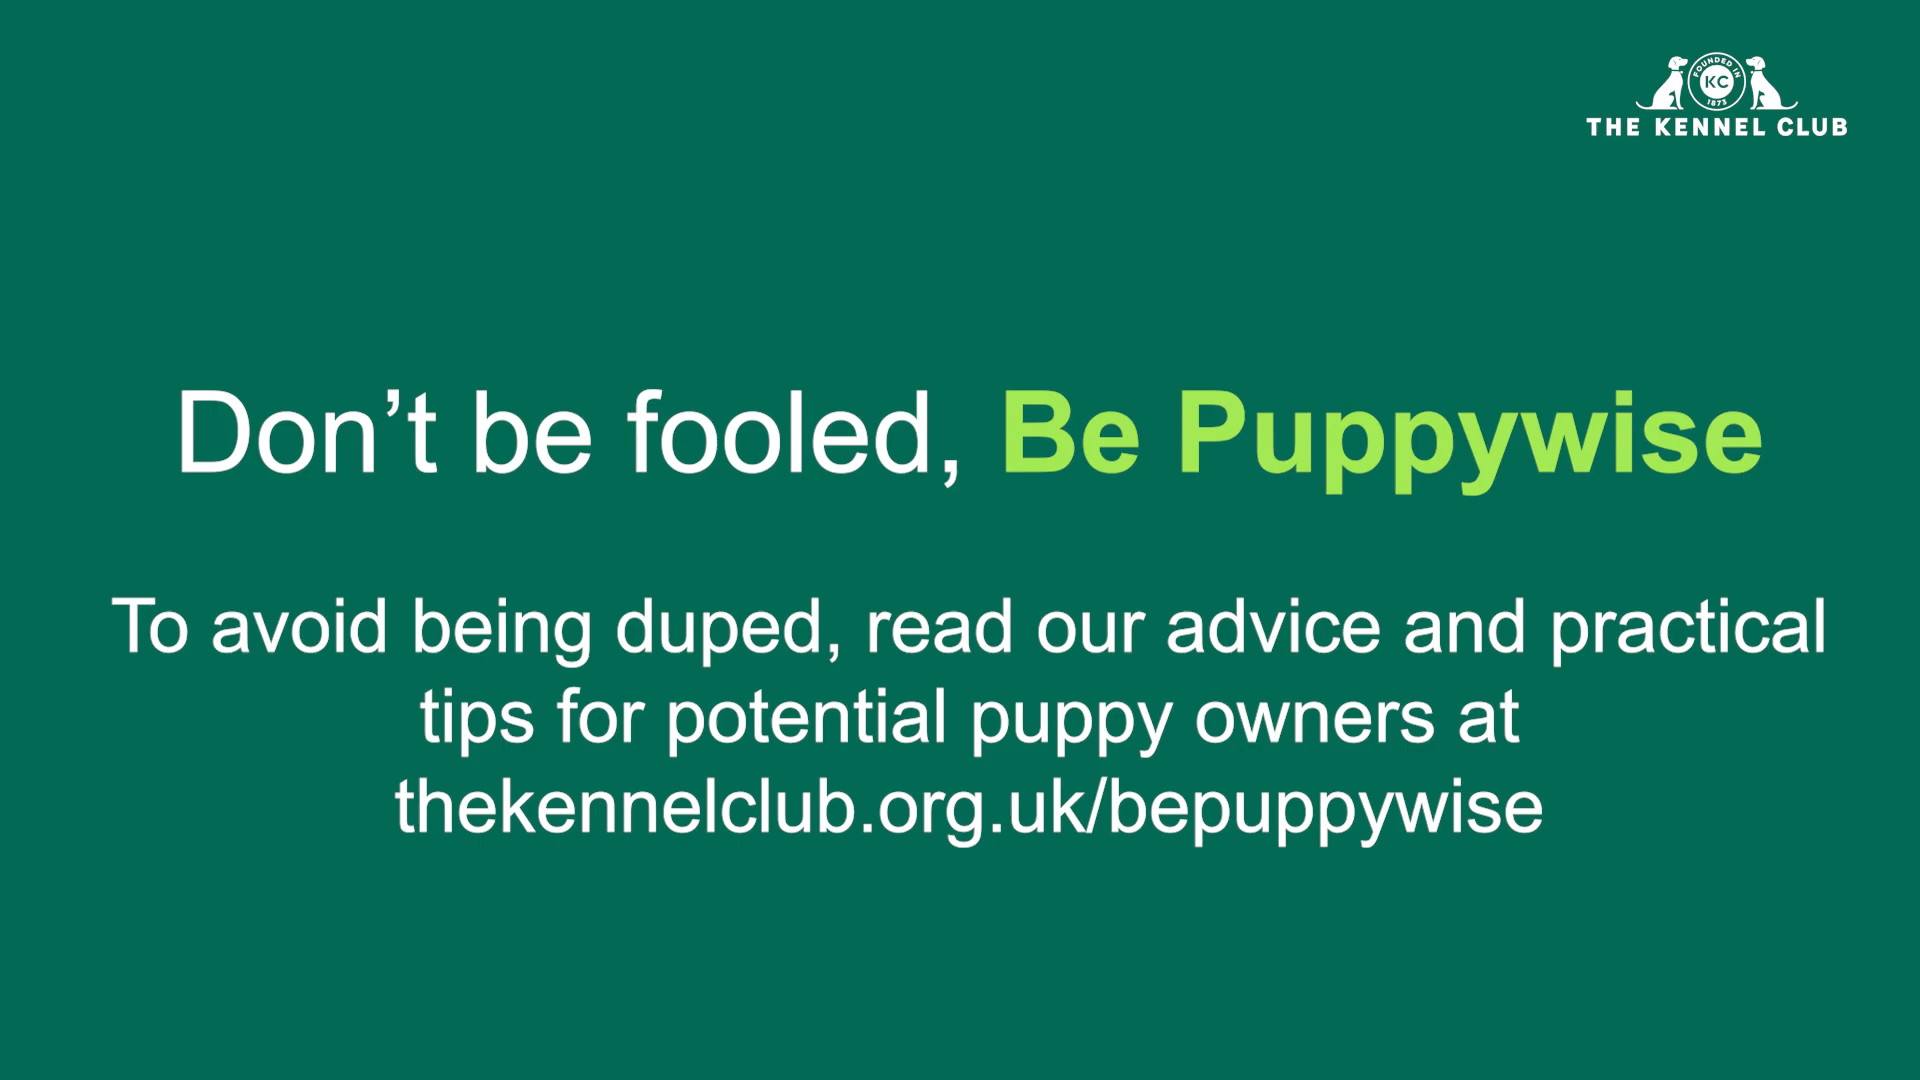 FOUNDED IN
KC
1873
THE KENNEL CLUB
Don’t be fooled, Be Puppywise
To avoid being duped, read our advice and practical
tips for potential puppy owners at
thekennelclub.org.uk/bepuppywise